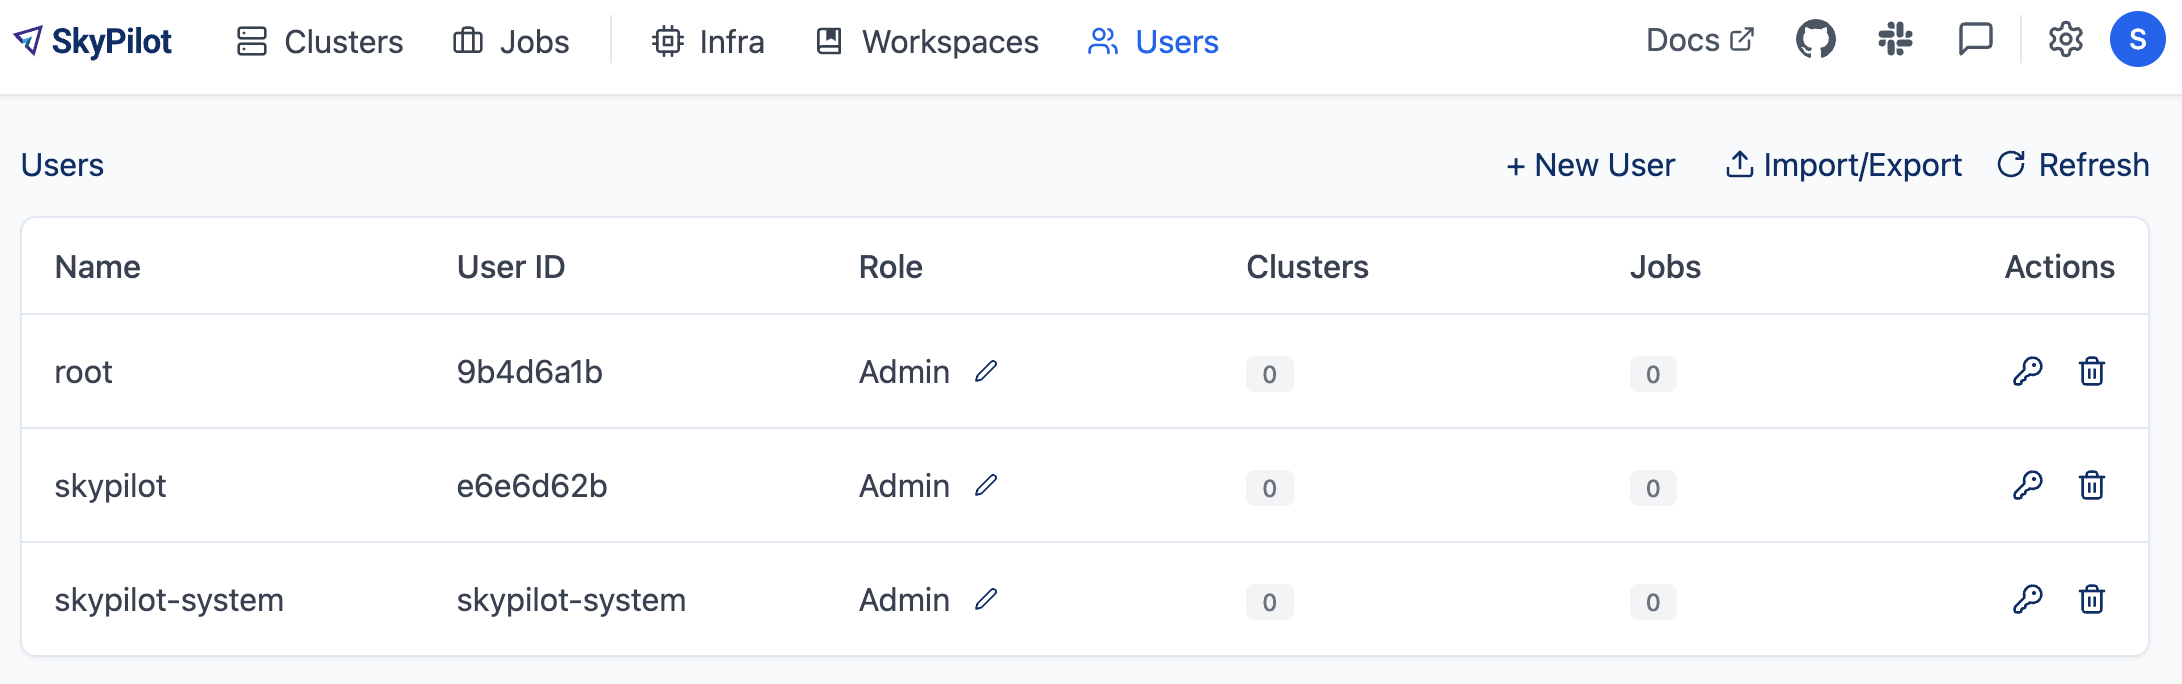 SkyPilot Clusters Jobs Infra Workspaces Users Docs S
Users + New User Import/Export Refresh
Name User ID Role Clusters Jobs Actions
root 9b4d6a1b Admin 0 0
skypilot e6e6d62b Admin 0 0
skypilot-system skypilot-system Admin 0 0